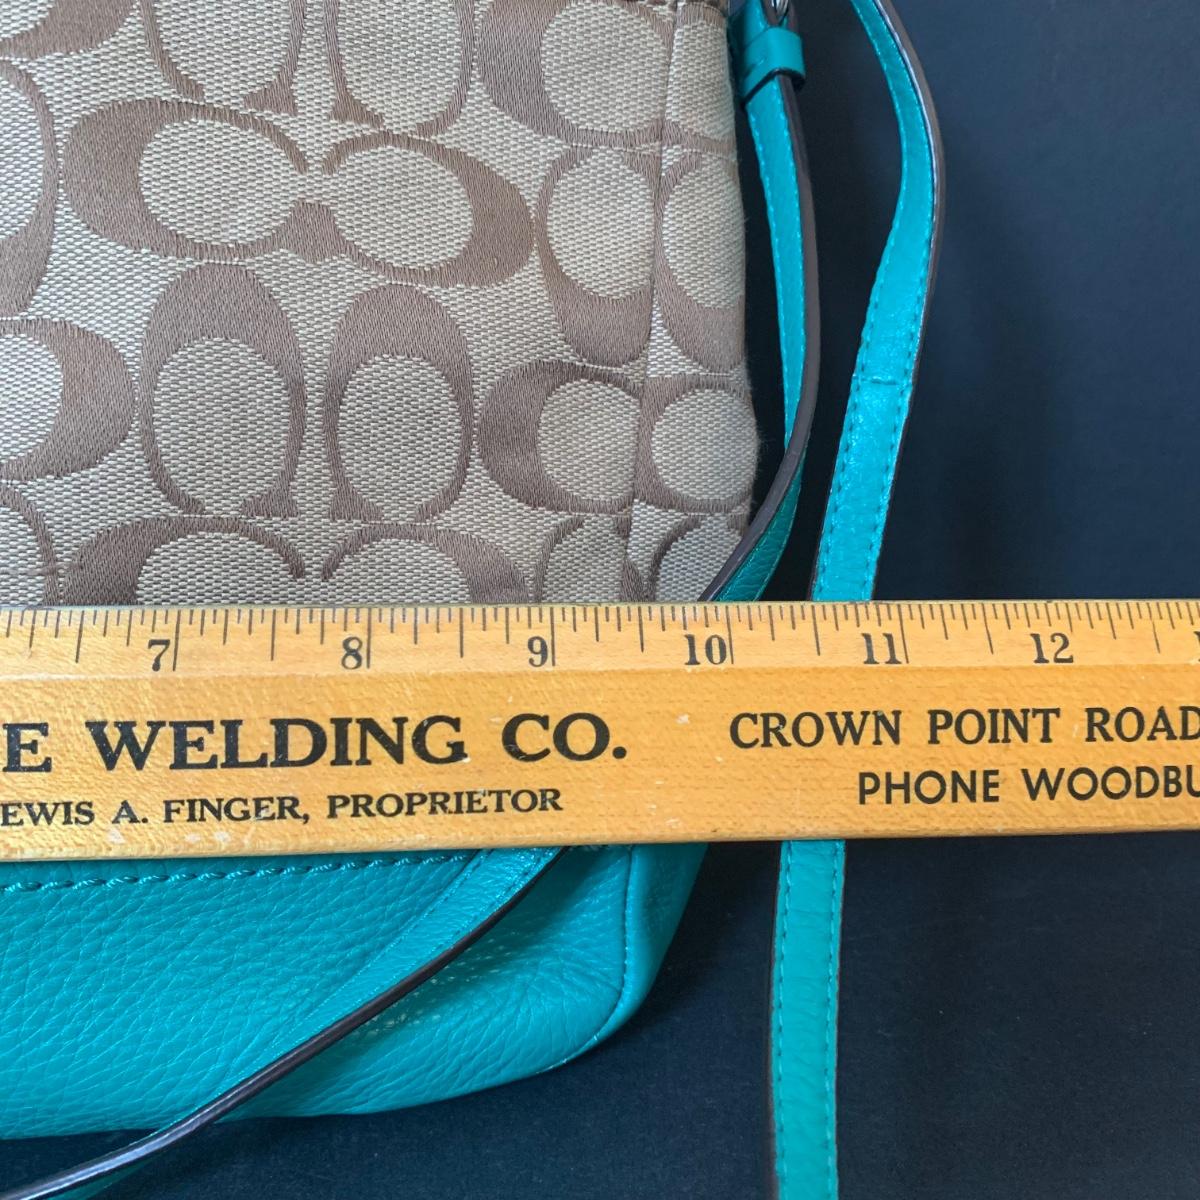 7 8 9 10 11 12
E WELDING CO. CROWN POINT ROAD
EWIS A. FINGER, PROPRIETOR PHONE WOODBU